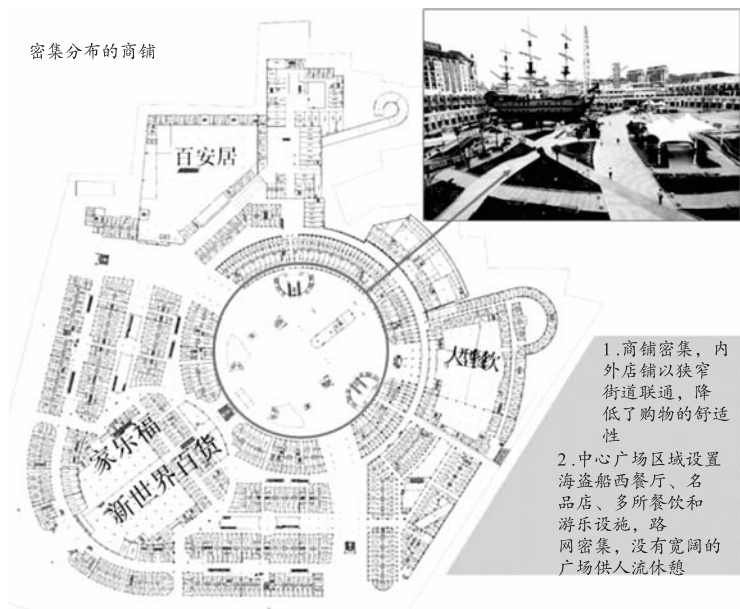 密集分布的商铺
百安居
大型餐饮
家乐福
新世界百货
1.商铺密集，内
外店铺以狭窄
街道联通，降
低了购物的舒适
性
2.中心广场区域设置
海盗船西餐厅、名
品店、多所餐饮和
游乐设施，路
网密集，没有宽阔的
广场供人流休憩